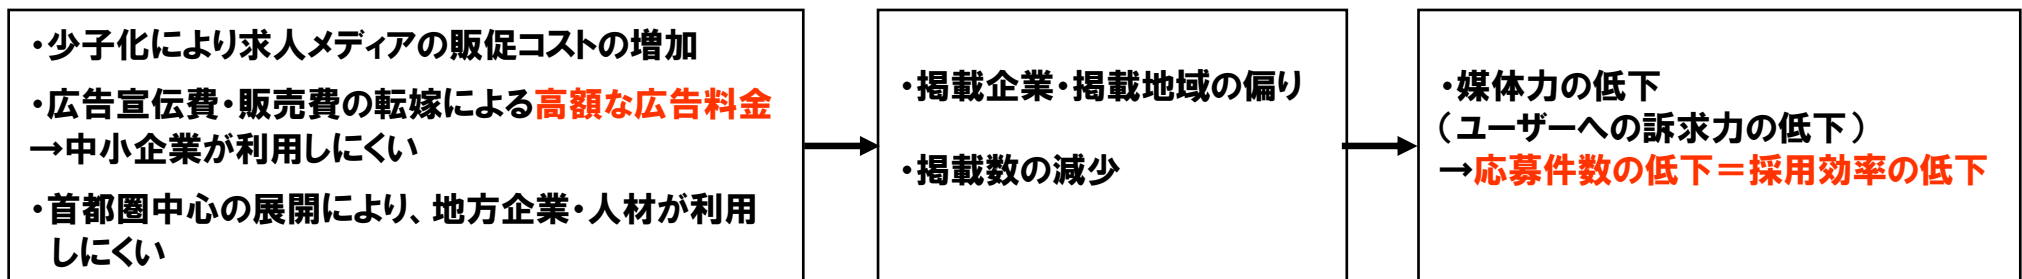 ・少子化により求人メディアの販促コストの増加
・広告宣伝費・販売費の転嫁による高額な広告料金
→中小企業が利用しにくい
・首都圏中心の展開により、地方企業・人材が利用
しにくい
・掲載企業・掲載地域の偏り
・掲載数の減少
・媒体力の低下
（ユーザーへの訴求力の低下）
→応募件数の低下＝採用効率の低下